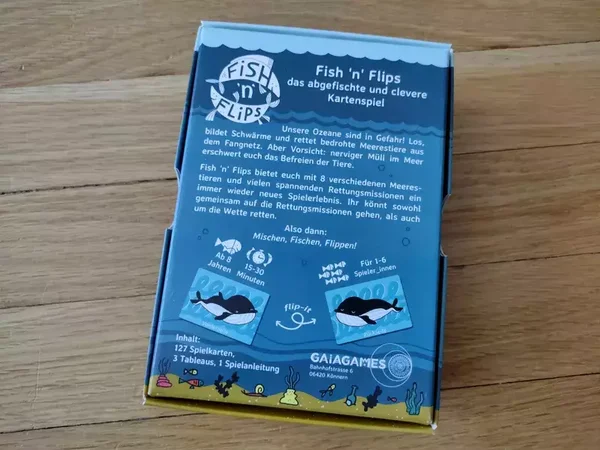 FiSH
'n'
FLiPS
Fish 'n' Flips
das abgefischte und clevere
Kartenspiel
Unsere Ozeane sind in Gefahr! Los,
bildet Schwärme und rettet bedrohte Meerestiere aus
dem Fangnetz. Aber Vorsicht: nerviger Müll im Meer
erschwert euch das Befreien der Tiere.
Fish 'n' Flips bietet euch mit 8 verschiedenen Meeres-
tieren und vielen spannenden Rettungsmissionen ein
immer wieder neues Spielerlebnis. Ihr könnt sowohl
gemeinsam auf die Rettungsmissionen gehen, als auch
um die Wette retten.
Also dann:
Mischen, Fischen, Flippen!
Ab 8
Jahren
15-30
Minuten
Für 1-6
Spieler_innen
flip-it
Inhalt:
127 Spielkarten,
3 Tableaus, 1 Spielanleitung
GAiAGAMES
Bahnhofstrasse 6
06420 Könnern